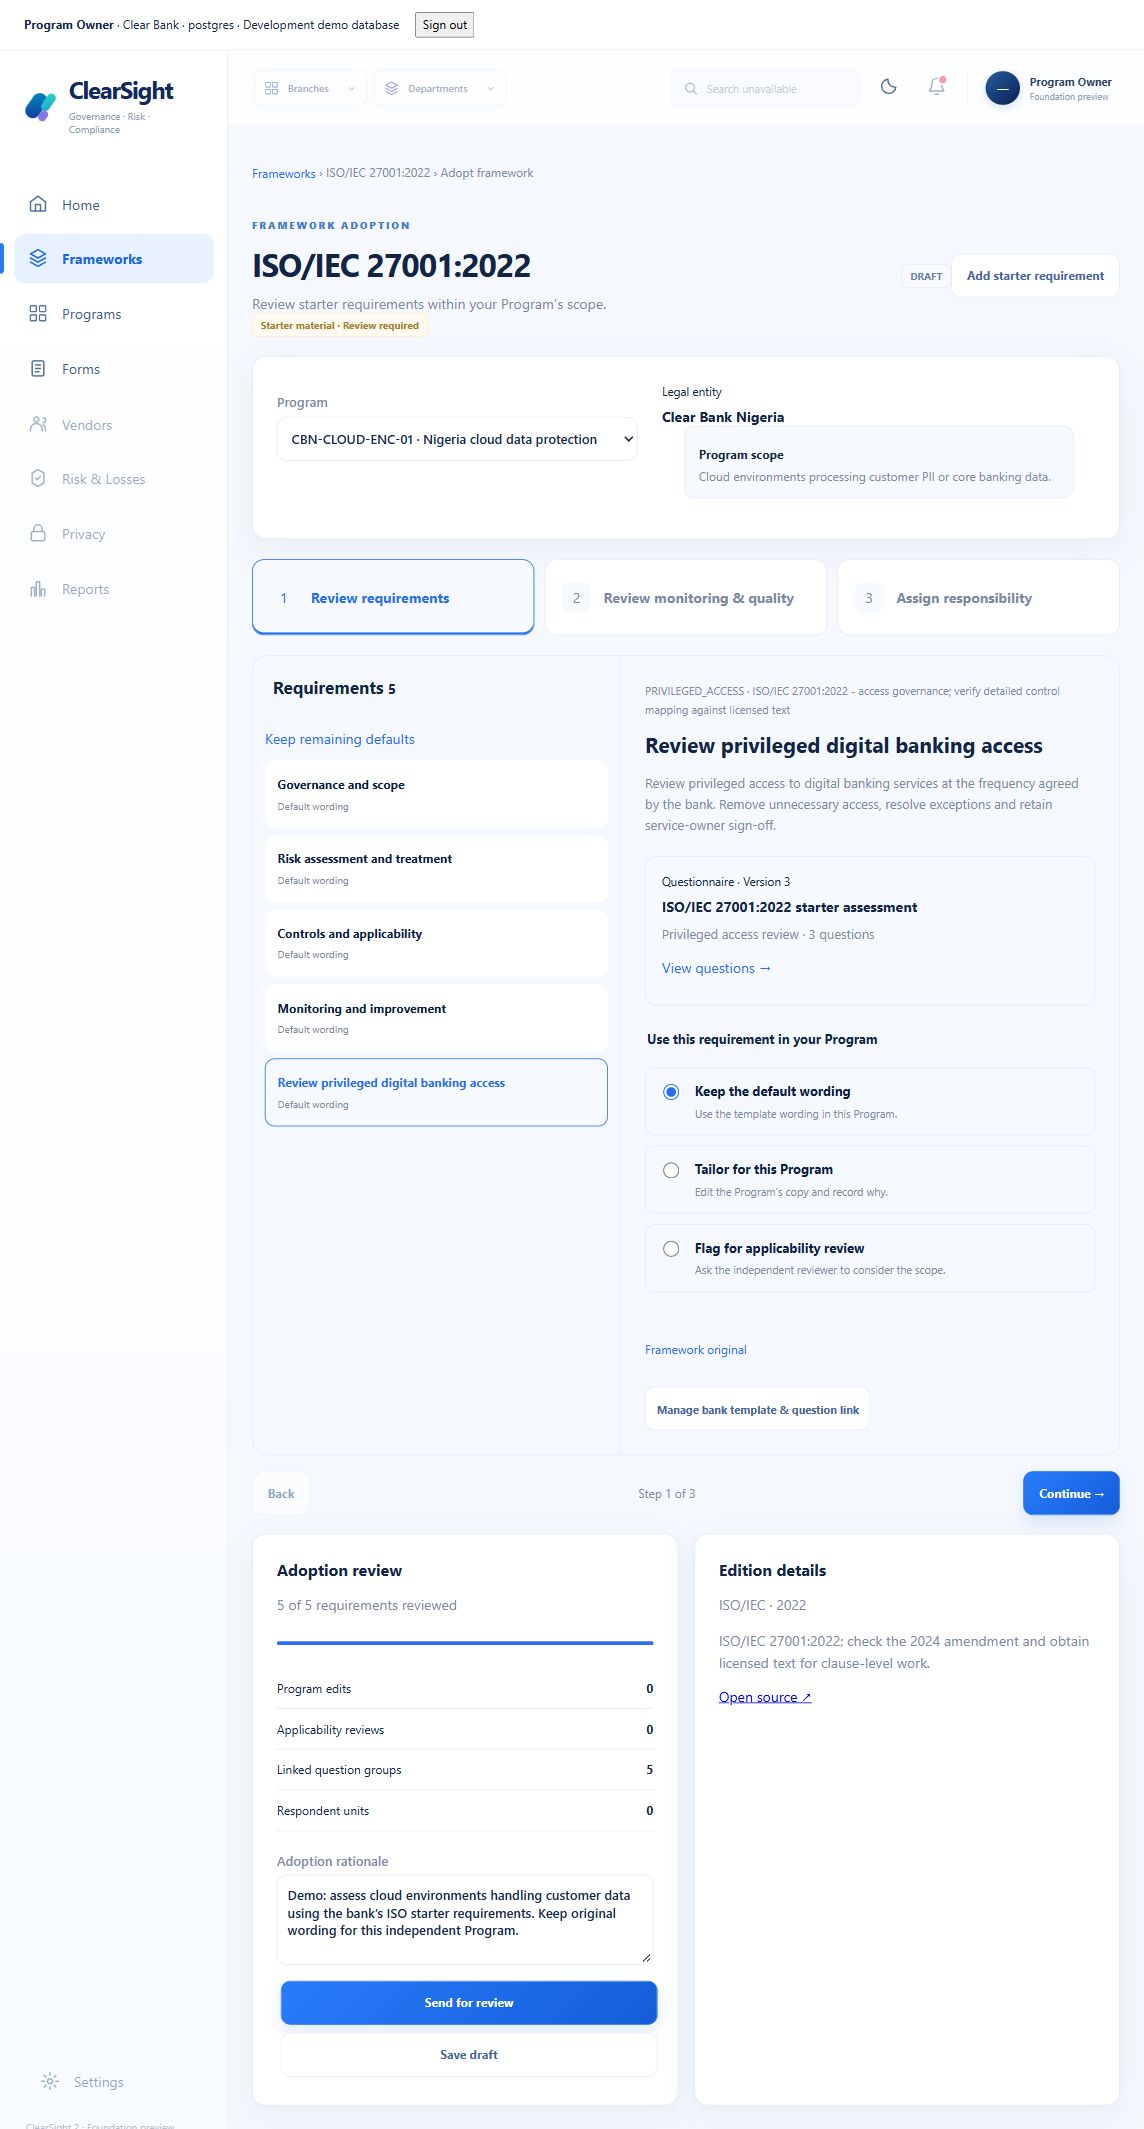 Program Owner · Clear Bank · postgres · Development demo database
Sign out
ClearSight
Governance · Risk ·
Compliance
Branches
Departments
Search unavailable
Program Owner
Foundation preview
Home
Frameworks
Programs
Forms
Vendors
Risk & Losses
Privacy
Reports
Settings
ClearSight 2 · Foundation preview
Frameworks › ISO/IEC 27001:2022 › Adopt framework
FRAMEWORK ADOPTION
ISO/IEC 27001:2022
Review starter requirements within your Program's scope.
Starter material · Review required
DRAFT
Add starter requirement
Program
CBN-CLOUD-ENC-01 · Nigeria cloud data protection
Legal entity
Clear Bank Nigeria
Program scope
Cloud environments processing customer PII or core banking data.
1 Review requirements
2 Review monitoring & quality
3 Assign responsibility
Requirements 5
Keep remaining defaults
Governance and scope
Default wording
Risk assessment and treatment
Default wording
Controls and applicability
Default wording
Monitoring and improvement
Default wording
Review privileged digital banking access
Default wording
PRIVILEGED_ACCESS · ISO/IEC 27001:2022 - access governance; verify detailed control
mapping against licensed text
Review privileged digital banking access
Review privileged access to digital banking services at the frequency agreed
by the bank. Remove unnecessary access, resolve exceptions and retain
service-owner sign-off.
Questionnaire · Version 3
ISO/IEC 27001:2022 starter assessment
Privileged access review · 3 questions
View questions →
Use this requirement in your Program
Keep the default wording
Use the template wording in this Program.
Tailor for this Program
Edit the Program's copy and record why.
Flag for applicability review
Ask the independent reviewer to consider the scope.
Framework original
Manage bank template & question link
Back
Step 1 of 3
Continue →
Adoption review
5 of 5 requirements reviewed
Program edits 0
Applicability reviews 0
Linked question groups 5
Respondent units 0
Adoption rationale
Demo: assess cloud environments handling customer data
using the bank's ISO starter requirements. Keep original
wording for this independent Program.
Send for review
Save draft
Edition details
ISO/IEC · 2022
ISO/IEC 27001:2022; check the 2024 amendment and obtain
licensed text for clause-level work.
Open source ↗